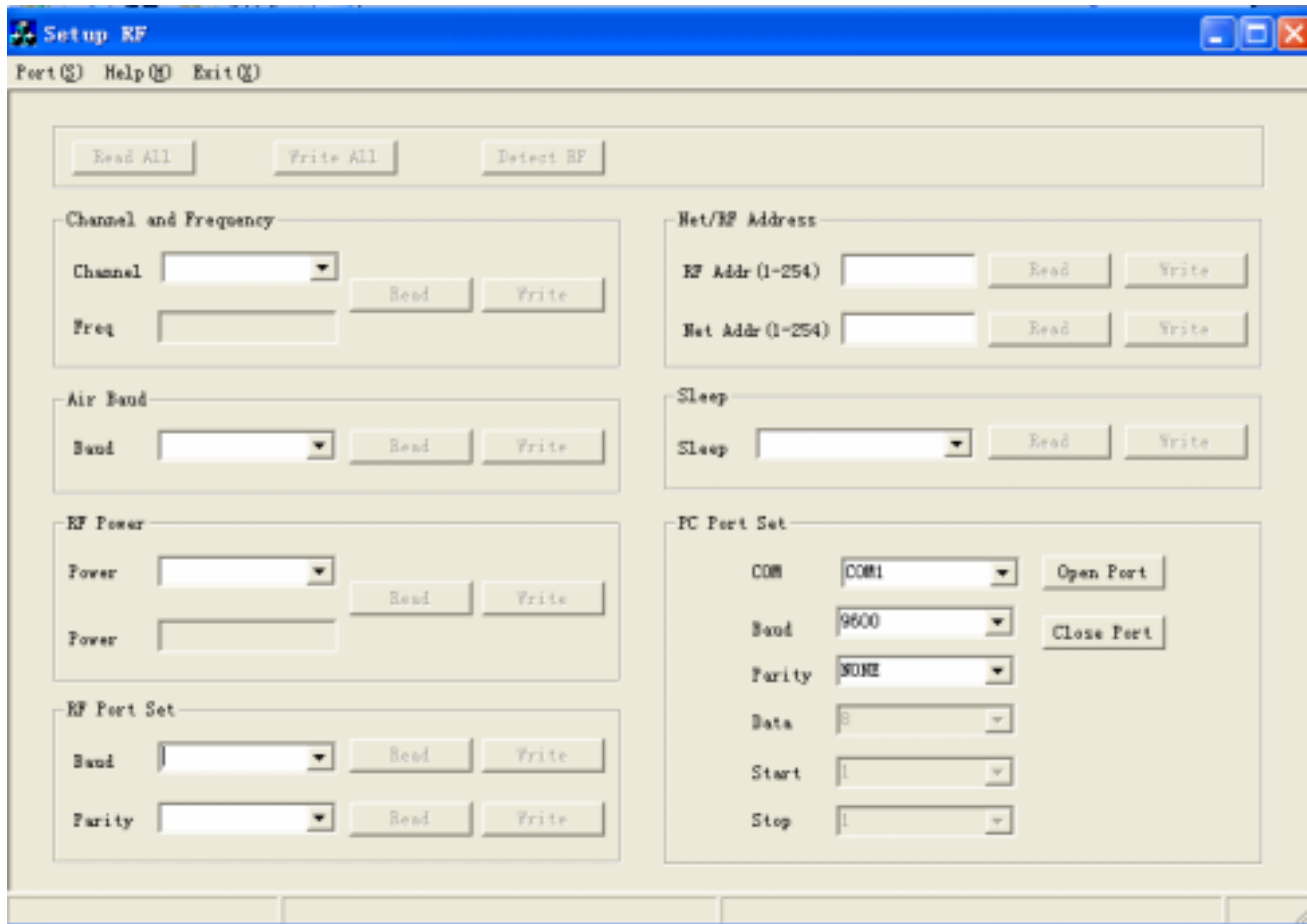 Setup RF
Port(S) Help(H) Exit(X)
Read All Write All Detect RF
Channel and Frequency
Channel
Read Write
Freq
Air Baud
Baud Read Write
RF Power
Power
Read Write
Power
RF Port Set
Baud Read Write
Parity Read Write
Net/RF Address
RF Addr(1-254) Read Write
Net Addr(1-254) Read Write
Sleep
Sleep Read Write
PC Port Set
COM COM1 Open Port
Baud 9600
Close Port
Parity NONE
Data 8
Start 1
Stop 1